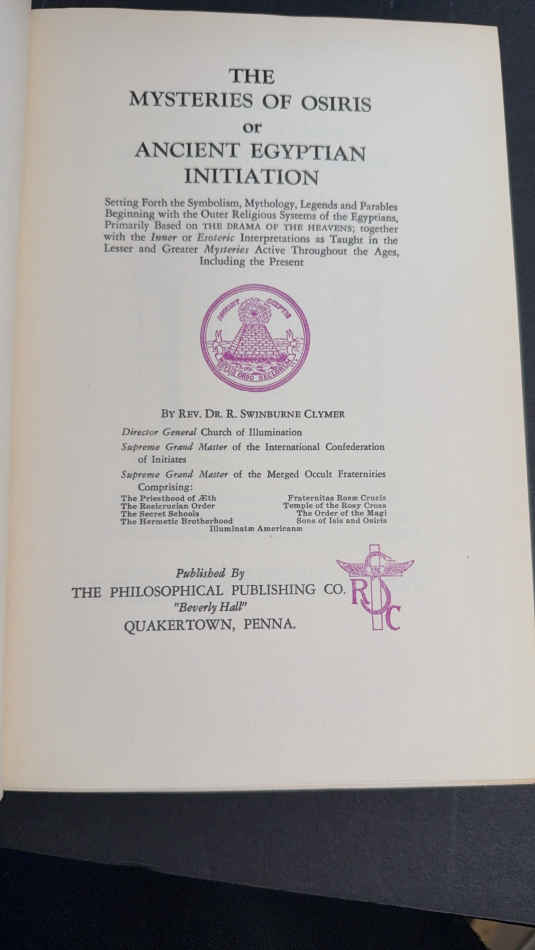 THE
MYSTERIES OF OSIRIS
or
ANCIENT EGYPTIAN
INITIATION
Setting Forth the Symbolism, Mythology, Legends and Parables
Beginning with the Outer Religious Systems of the Egyptians,
Primarily Based on THE DRAMA OF THE HEAVENS; together
with the Inner or Esoteric Interpretations as Taught in the
Lesser and Greater Mysteries Active Throughout the Ages,
Including the Present
By Rev. Dr. R. Swinburne Clymer
Director General Church of Illumination
Supreme Grand Master of the International Confederation
of Initiates
Supreme Grand Master of the Merged Occult Fraternities
Comprising:
The Priesthood of Æth
The Rosicrucian Order
The Secret Schools
The Hermetic Brotherhood
Fraternitas Rosæ Crucis
Temple of the Rosy Cross
The Order of the Magi
Sons of Isis and Osiris
Illuminatæ Americanæ
Published By
THE PHILOSOPHICAL PUBLISHING CO.
"Beverly Hall"
QUAKERTOWN, PENNA.
R C